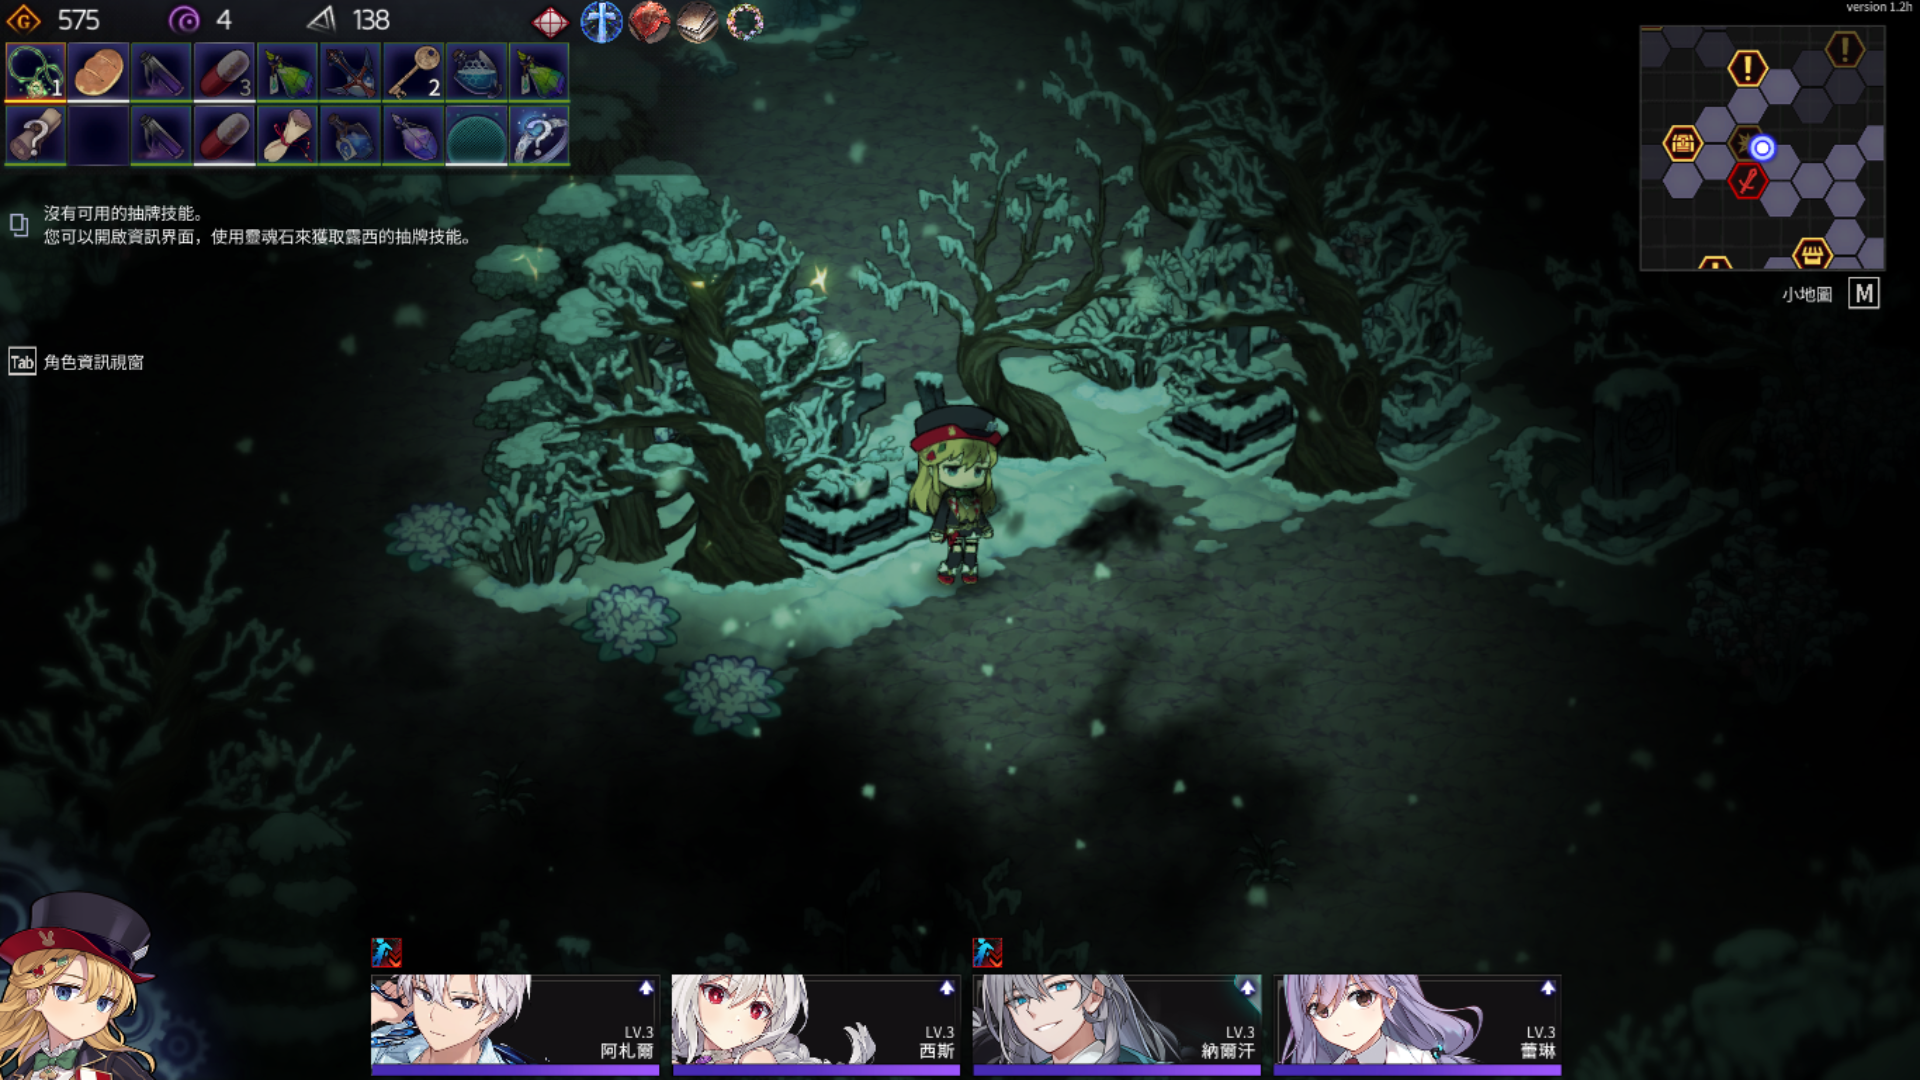 575
4
138
version 1.2h
1
3
2
沒有可用的抽牌技能。
您可以開啟資訊界面，使用靈魂石來獲取露西的抽牌技能。
小地圖 M
Tab 角色資訊視窗
LV.3
阿札爾
LV.3
西斯
LV.3
納爾汗
LV.3
蕾琳